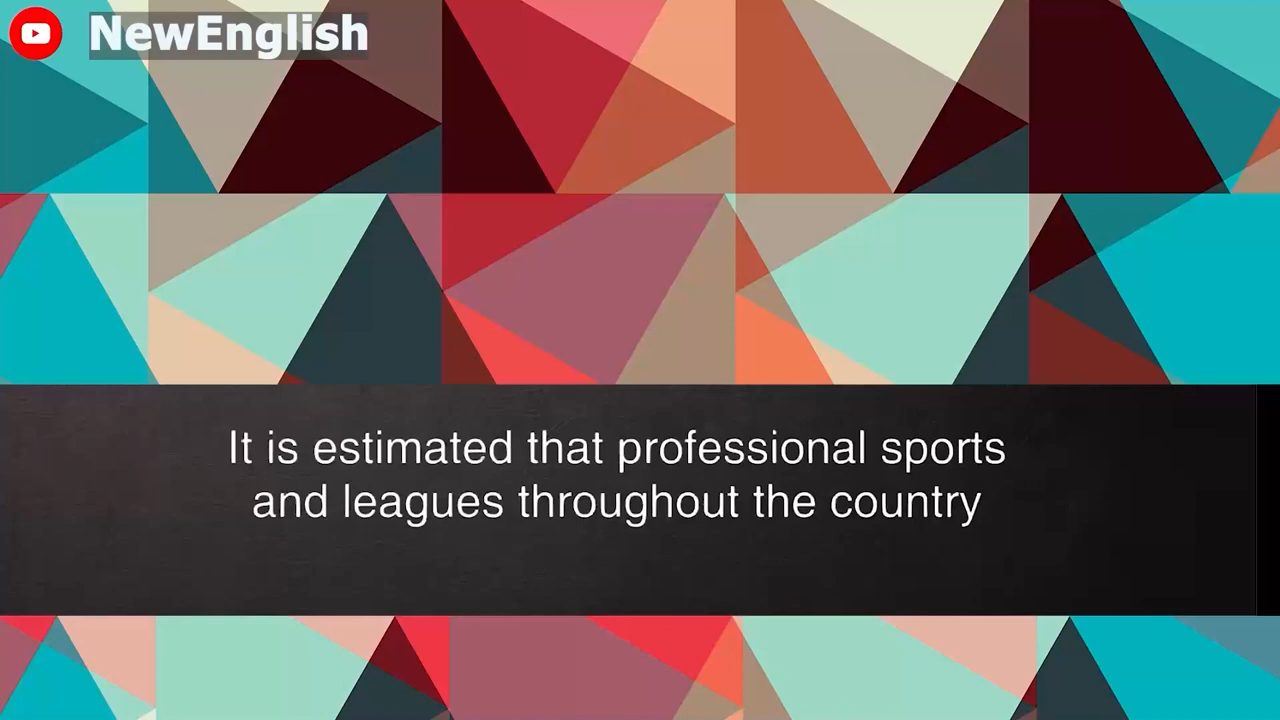 NewEnglish
It is estimated that professional sports
and leagues throughout the country